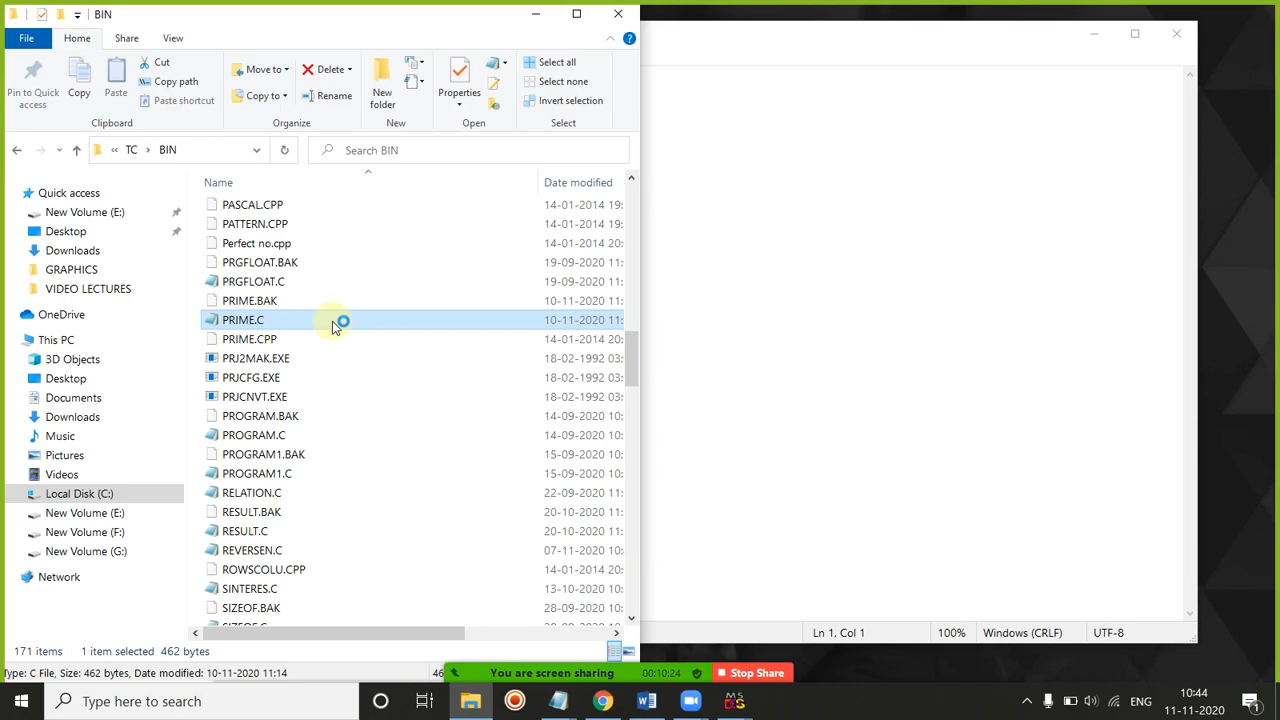 BIN
File Home Share View
Pin to Quick access
Copy
Paste
Cut
Copy path
Paste shortcut
Clipboard
Move to
Copy to
Delete
Rename
Organize
New folder
New
Properties
Open
Select all
Select none
Invert selection
Select
« TC › BIN
Search BIN
Name Date modified
Quick access
New Volume (E:)
Desktop
Downloads
GRAPHICS
VIDEO LECTURES
OneDrive
This PC
3D Objects
Desktop
Documents
Downloads
Music
Pictures
Videos
Local Disk (C:)
New Volume (E:)
New Volume (F:)
New Volume (G:)
Network
PASCAL.CPP 14-01-2014 19:
PATTERN.CPP 14-01-2014 19:
Perfect no.cpp 14-01-2014 20:
PRGFLOAT.BAK 19-09-2020 11:
PRGFLOAT.C 19-09-2020 11:
PRIME.BAK 10-11-2020 11:
PRIME.C 10-11-2020 11:
PRIME.CPP 14-01-2014 20:
PRJ2MAK.EXE 18-02-1992 03:
PRJCFG.EXE 18-02-1992 03:
PRJCNVT.EXE 18-02-1992 03:
PROGRAM.BAK 14-09-2020 10:
PROGRAM.C 14-09-2020 10:
PROGRAM1.BAK 15-09-2020 10:
PROGRAM1.C 15-09-2020 10:
RELATION.C 22-09-2020 11:
RESULT.BAK 20-10-2020 11:
RESULT.C 20-10-2020 11:
REVERSEN.C 07-11-2020 10:
ROWSCOLU.CPP 14-01-2014 20:
SINTERES.C 13-10-2020 10:
SIZEOF.BAK 28-09-2020 10:
171 items 1 item selected 462 bytes
Type: C File, Size: 462 bytes, Date modified: 10-11-2020 11:14 46
Ln 1, Col 1 100% Windows (CRLF) UTF-8
You are screen sharing 00:10:24 Stop Share
Type here to search
MS DOS
ENG
10:44
11-11-2020
1